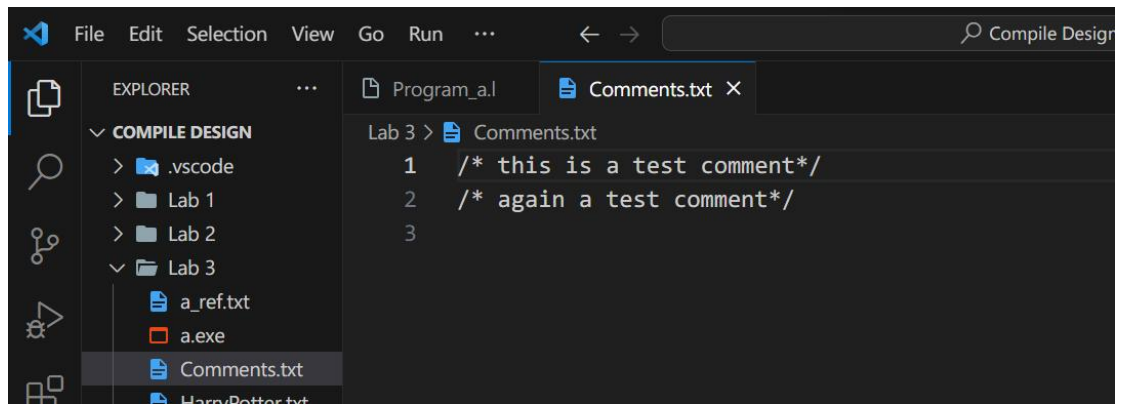 File Edit Selection View Go Run ··· ← → Compile Design
EXPLORER ···
Program_a.l Comments.txt ×
COMPILE DESIGN
Lab 3 > Comments.txt
.vscode
1 /* this is a test comment*/
Lab 1
2 /* again a test comment*/
Lab 2
3
Lab 3
a_ref.txt
a.exe
Comments.txt
HarryPotter.txt